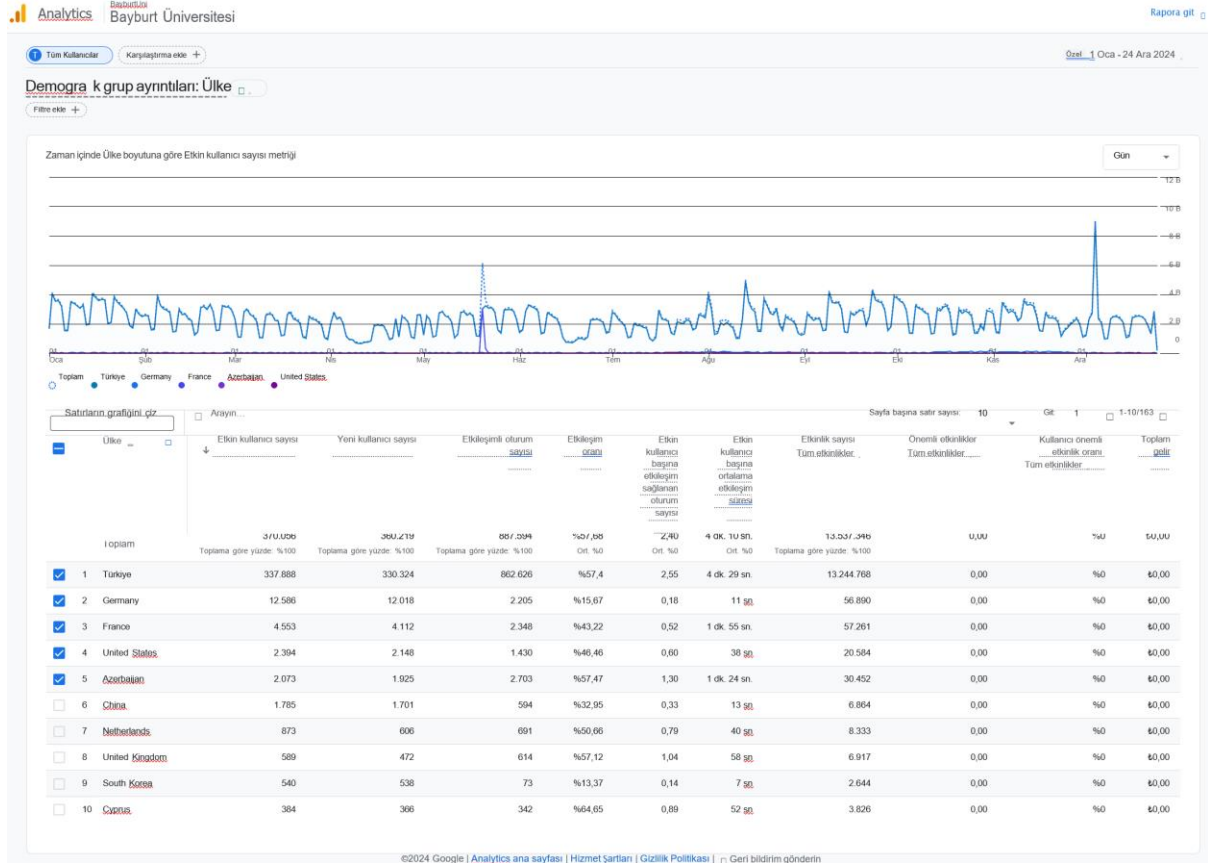 Analytics
BayburtUni
Bayburt Üniversitesi
Rapora git
T Tüm Kullanıcılar
Karşılaştırma ekle +
Özel 1 Oca - 24 Ara 2024
Demogra k grup ayrıntıları: Ülke
Filtre ekle +
Zaman içinde Ülke boyutuna göre Etkin kullanıcı sayısı metriği
Gün
12 B
10 B
8 B
6 B
4 B
2 B
0
01 01 01 01 01 01 01 01 01 01 01 01
Oca Şub Mar Nis May Haz Tem Ağu Eyl Eki Kas Ara
Toplam Türkiye Germany France Azerbaijan United States
Satırların grafiğini çiz Arayın... Sayfa başına satır sayısı: 10 Git: 1 1-10/163
Ülke Etkin kullanıcı sayısı Yeni kullanıcı sayısı Etkileşimli oturum sayısı Etkileşim oranı Etkin kullanıcı başına etkileşim sağlanan oturum sayısı Etkin kullanıcı başına ortalama etkileşim süresi Etkinlik sayısı Tüm etkinlikler Önemli etkinlikler Tüm etkinlikler Kullanıcı önemli etkinlik oranı Tüm etkinlikler Toplam gelir
Toplam 370.056 360.219 887.594 %57,68 2,40 4 dk. 10 sn. 13.537.346 0,00 %0 ₺0,00
Toplama göre yüzde: %100 Toplama göre yüzde: %100 Toplama göre yüzde: %100 Ort. %0 Ort. %0 Ort. %0 Toplama göre yüzde: %100
1 Türkiye 337.888 330.324 862.626 %57,4 2,55 4 dk. 29 sn. 13.244.768 0,00 %0 ₺0,00
2 Germany 12.586 12.018 2.205 %15,67 0,18 11 sn 56.890 0,00 %0 ₺0,00
3 France 4.553 4.112 2.348 %43,22 0,52 1 dk. 55 sn. 57.261 0,00 %0 ₺0,00
4 United States 2.394 2.148 1.430 %46,46 0,60 38 sn 20.584 0,00 %0 ₺0,00
5 Azerbaijan 2.073 1.925 2.703 %57,47 1,30 1 dk. 24 sn. 30.452 0,00 %0 ₺0,00
6 China 1.785 1.701 594 %32,95 0,33 13 sn 6.864 0,00 %0 ₺0,00
7 Netherlands 873 606 691 %50,66 0,79 40 sn 8.333 0,00 %0 ₺0,00
8 United Kingdom 589 472 614 %57,12 1,04 58 sn 6.917 0,00 %0 ₺0,00
9 South Korea 540 538 73 %13,37 0,14 7 sn 2.644 0,00 %0 ₺0,00
10 Cyprus 384 366 342 %64,65 0,89 52 sn 3.826 0,00 %0 ₺0,00
©2024 Google | Analytics ana sayfası | Hizmet Şartları | Gizlilik Politikası | Geri bildirim gönderin